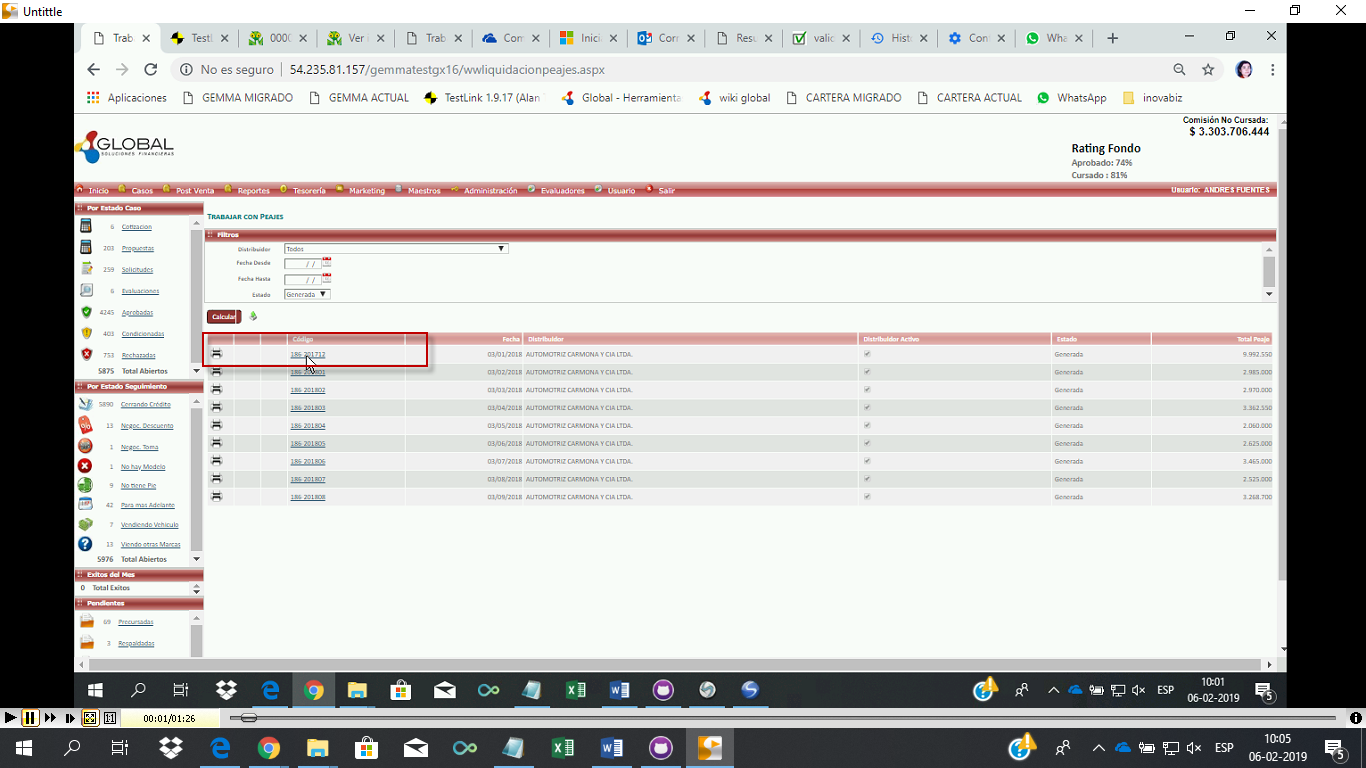 Untittle
Trab
TestL
0000
Ver i
Trab
Com
Inicia
Corr
Resu
valid
Hist
Cont
Wha
No es seguro | 54.235.81.157/gemmatestgx16/wwliquidacionpeajes.aspx
Aplicaciones GEMMA MIGRADO GEMMA ACTUAL TestLink 1.9.17 (Alan Global - Herramienta wiki global CARTERA MIGRADO CARTERA ACTUAL WhatsApp inovabiz
Comisión No Cursada:
$ 3.303.706.444
GLOBAL
SOLUCIONES FINANCIERAS
Rating Fondo
Aprobado: 74%
Cursado : 81%
Inicio Casos Post Venta Reportes Tesorería Marketing Maestros Administración Evaluadores Usuario Salir Usuario: ANDRES FUENTES
Por Estado Caso
6 Cotizacion
203 Propuestas
259 Solicitudes
6 Evaluaciones
4245 Aprobadas
403 Condicionadas
753 Rechazadas
5875 Total Abiertos
Por Estado Seguimiento
5890 Cerrando Crédito
13 Negoc. Descuento
1 Negoc. Toma
1 No hay Modelo
9 No tiene Pie
42 Para mas Adelante
7 Vendiendo Vehiculo
13 Viendo otras Marcas
5976 Total Abiertos
Exitos del Mes
0 Total Exitos
Pendientes
69 Precursadas
3 Respaldadas
TRABAJAR CON PEAJES
Filtros
Distribuidor Todos
Fecha Desde / /
Fecha Hasta / /
Estado Generada
Calcular
Código Fecha Distribuidor Distribuidor Activo Estado Total Peaje
186-201712 03/01/2018 AUTOMOTRIZ CARMONA Y CIA LTDA. Generada 9.992.550
186-201801 03/02/2018 AUTOMOTRIZ CARMONA Y CIA LTDA. Generada 2.985.000
186-201802 03/03/2018 AUTOMOTRIZ CARMONA Y CIA LTDA. Generada 2.970.000
186-201803 03/04/2018 AUTOMOTRIZ CARMONA Y CIA LTDA. Generada 3.362.550
186-201804 03/05/2018 AUTOMOTRIZ CARMONA Y CIA LTDA. Generada 2.060.000
186-201805 03/06/2018 AUTOMOTRIZ CARMONA Y CIA LTDA. Generada 2.625.000
186-201806 03/07/2018 AUTOMOTRIZ CARMONA Y CIA LTDA. Generada 3.465.000
186-201807 03/08/2018 AUTOMOTRIZ CARMONA Y CIA LTDA. Generada 2.525.000
186-201808 03/09/2018 AUTOMOTRIZ CARMONA Y CIA LTDA. Generada 3.268.700
ESP
10:01
06-02-2019
5
00:01/01:26
ESP
10:05
06-02-2019
5